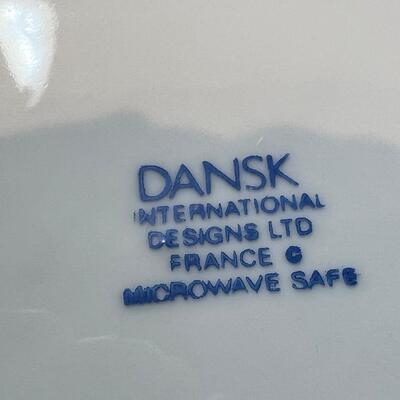 DANSK
INTERNATIONAL
DESIGNS LTD
FRANCE G
MICROWAVE SAFE